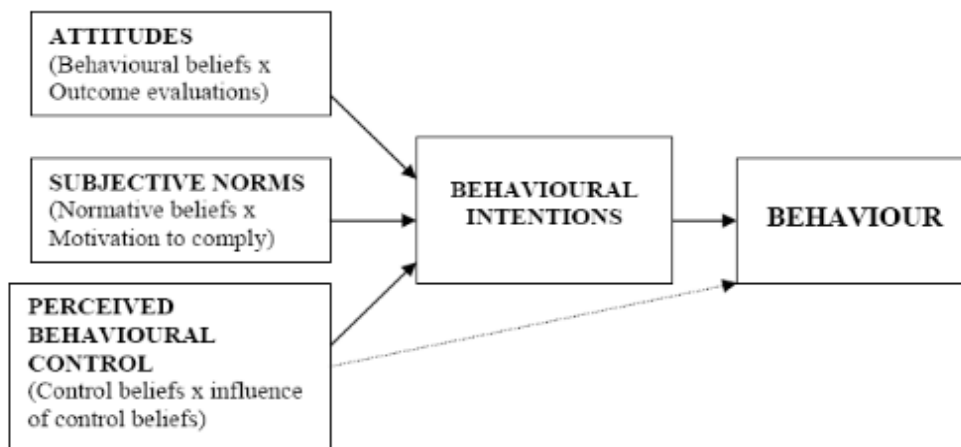 ATTITUDES
(Behavioural beliefs x
Outcome evaluations)
SUBJECTIVE NORMS
(Normative beliefs x
Motivation to comply)
PERCEIVED
BEHAVIOURAL
CONTROL
(Control beliefs x influence
of control beliefs)
BEHAVIOURAL
INTENTIONS
BEHAVIOUR